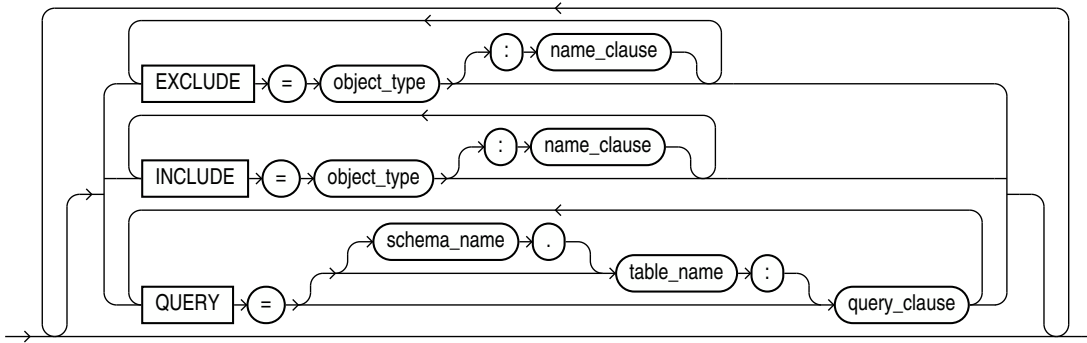 : name_clause
EXCLUDE = object_type
: name_clause
INCLUDE = object_type
schema_name .
table_name :
QUERY = query_clause